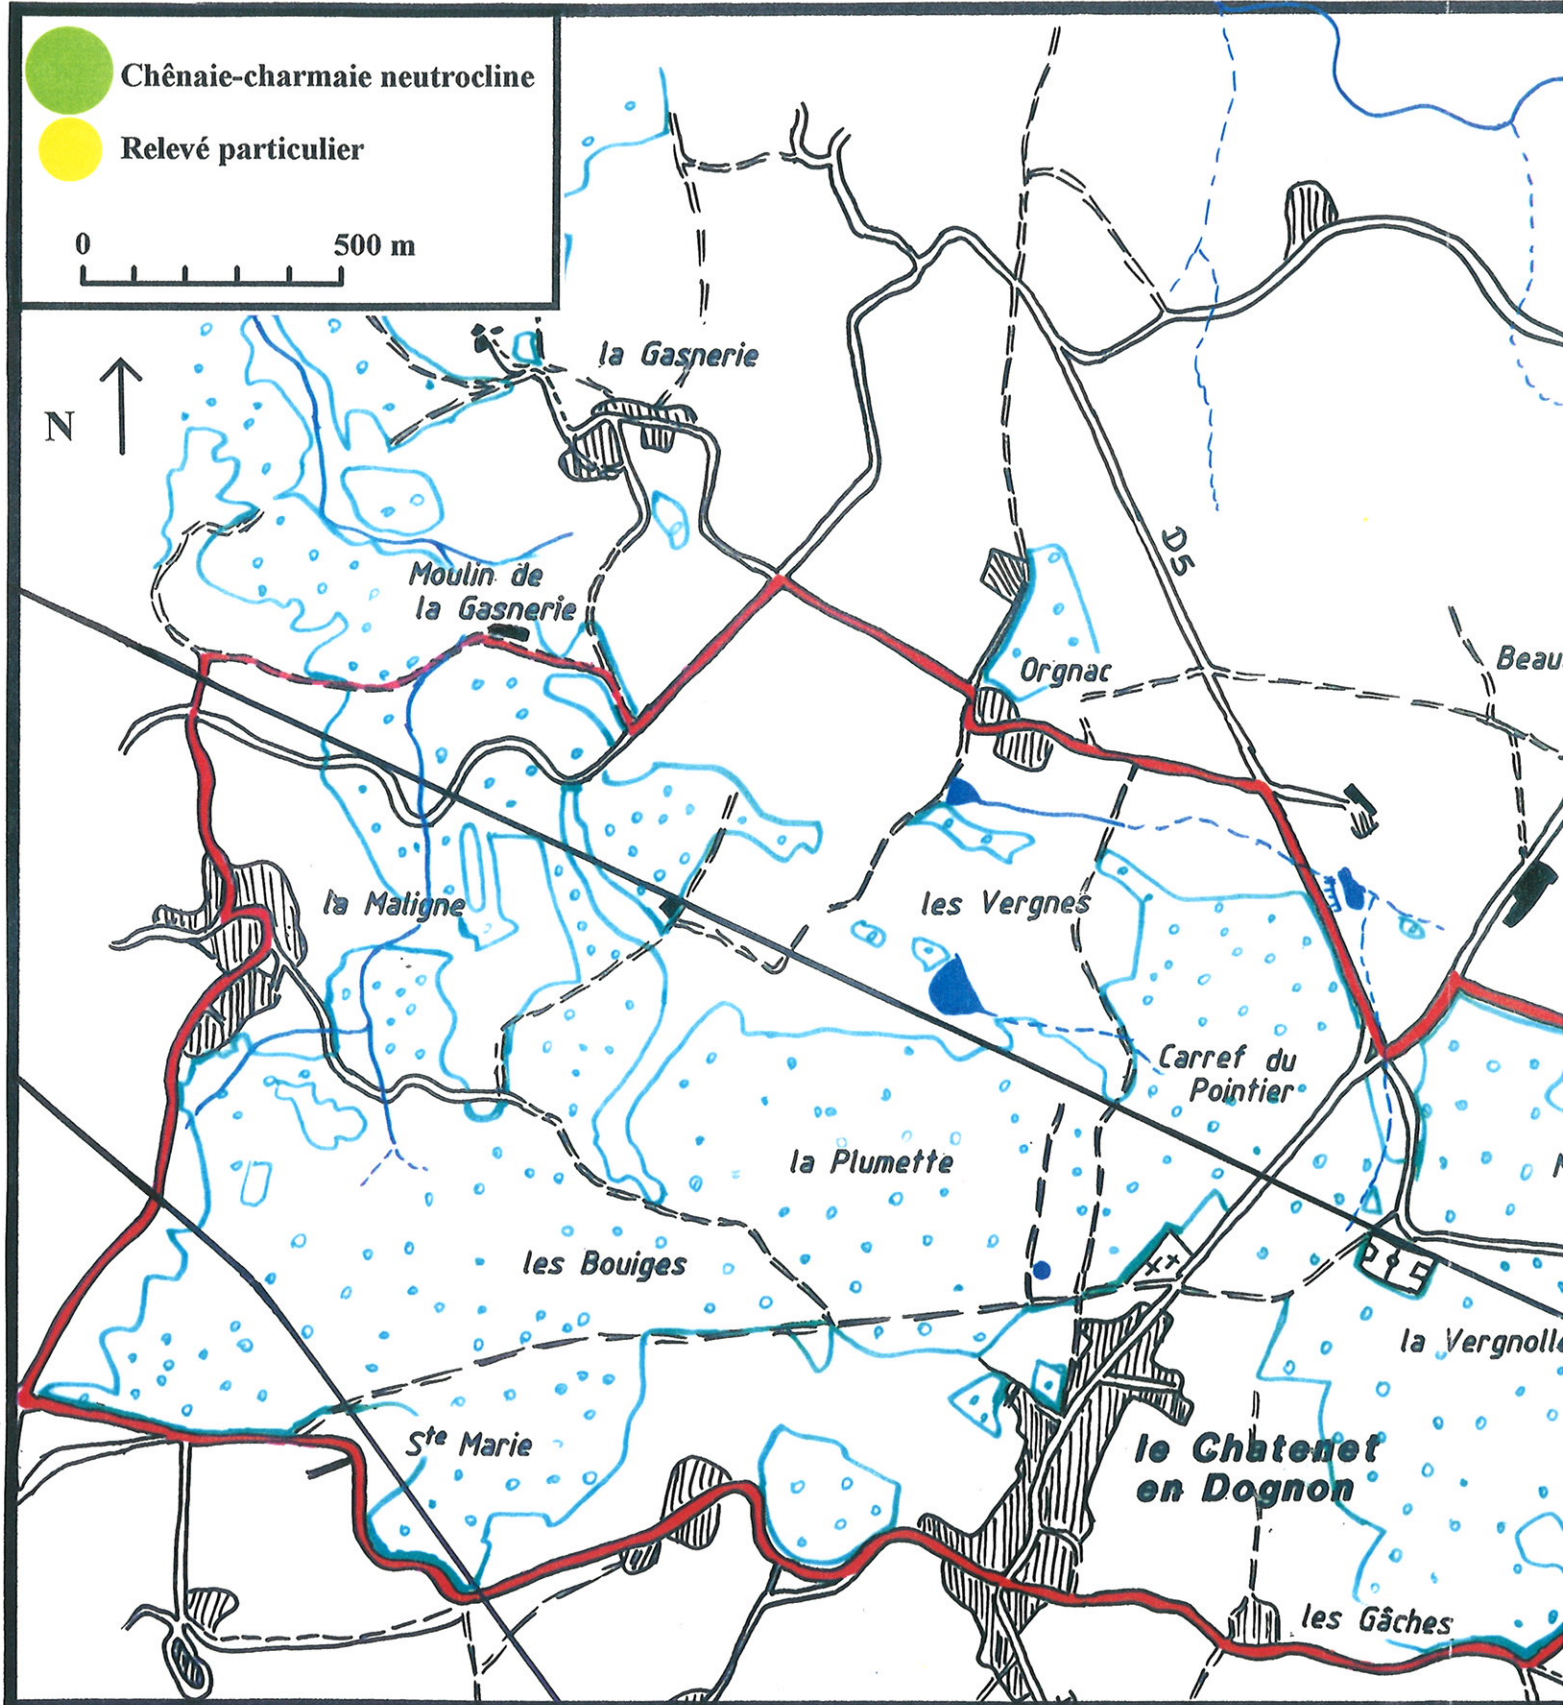 Chênaie-charmaie neutrocline
Relevé particulier
0 500 m
N
la Gasnerie
D5
Moulin de
la Gasnerie
Orgnac
Beau
la Maligne
les Vergnes
Carref du
Pointier
la Plumette
les Bouiges
la Vergnolle
Ste Marie
le Chatenet
en Dognon
les Gâches